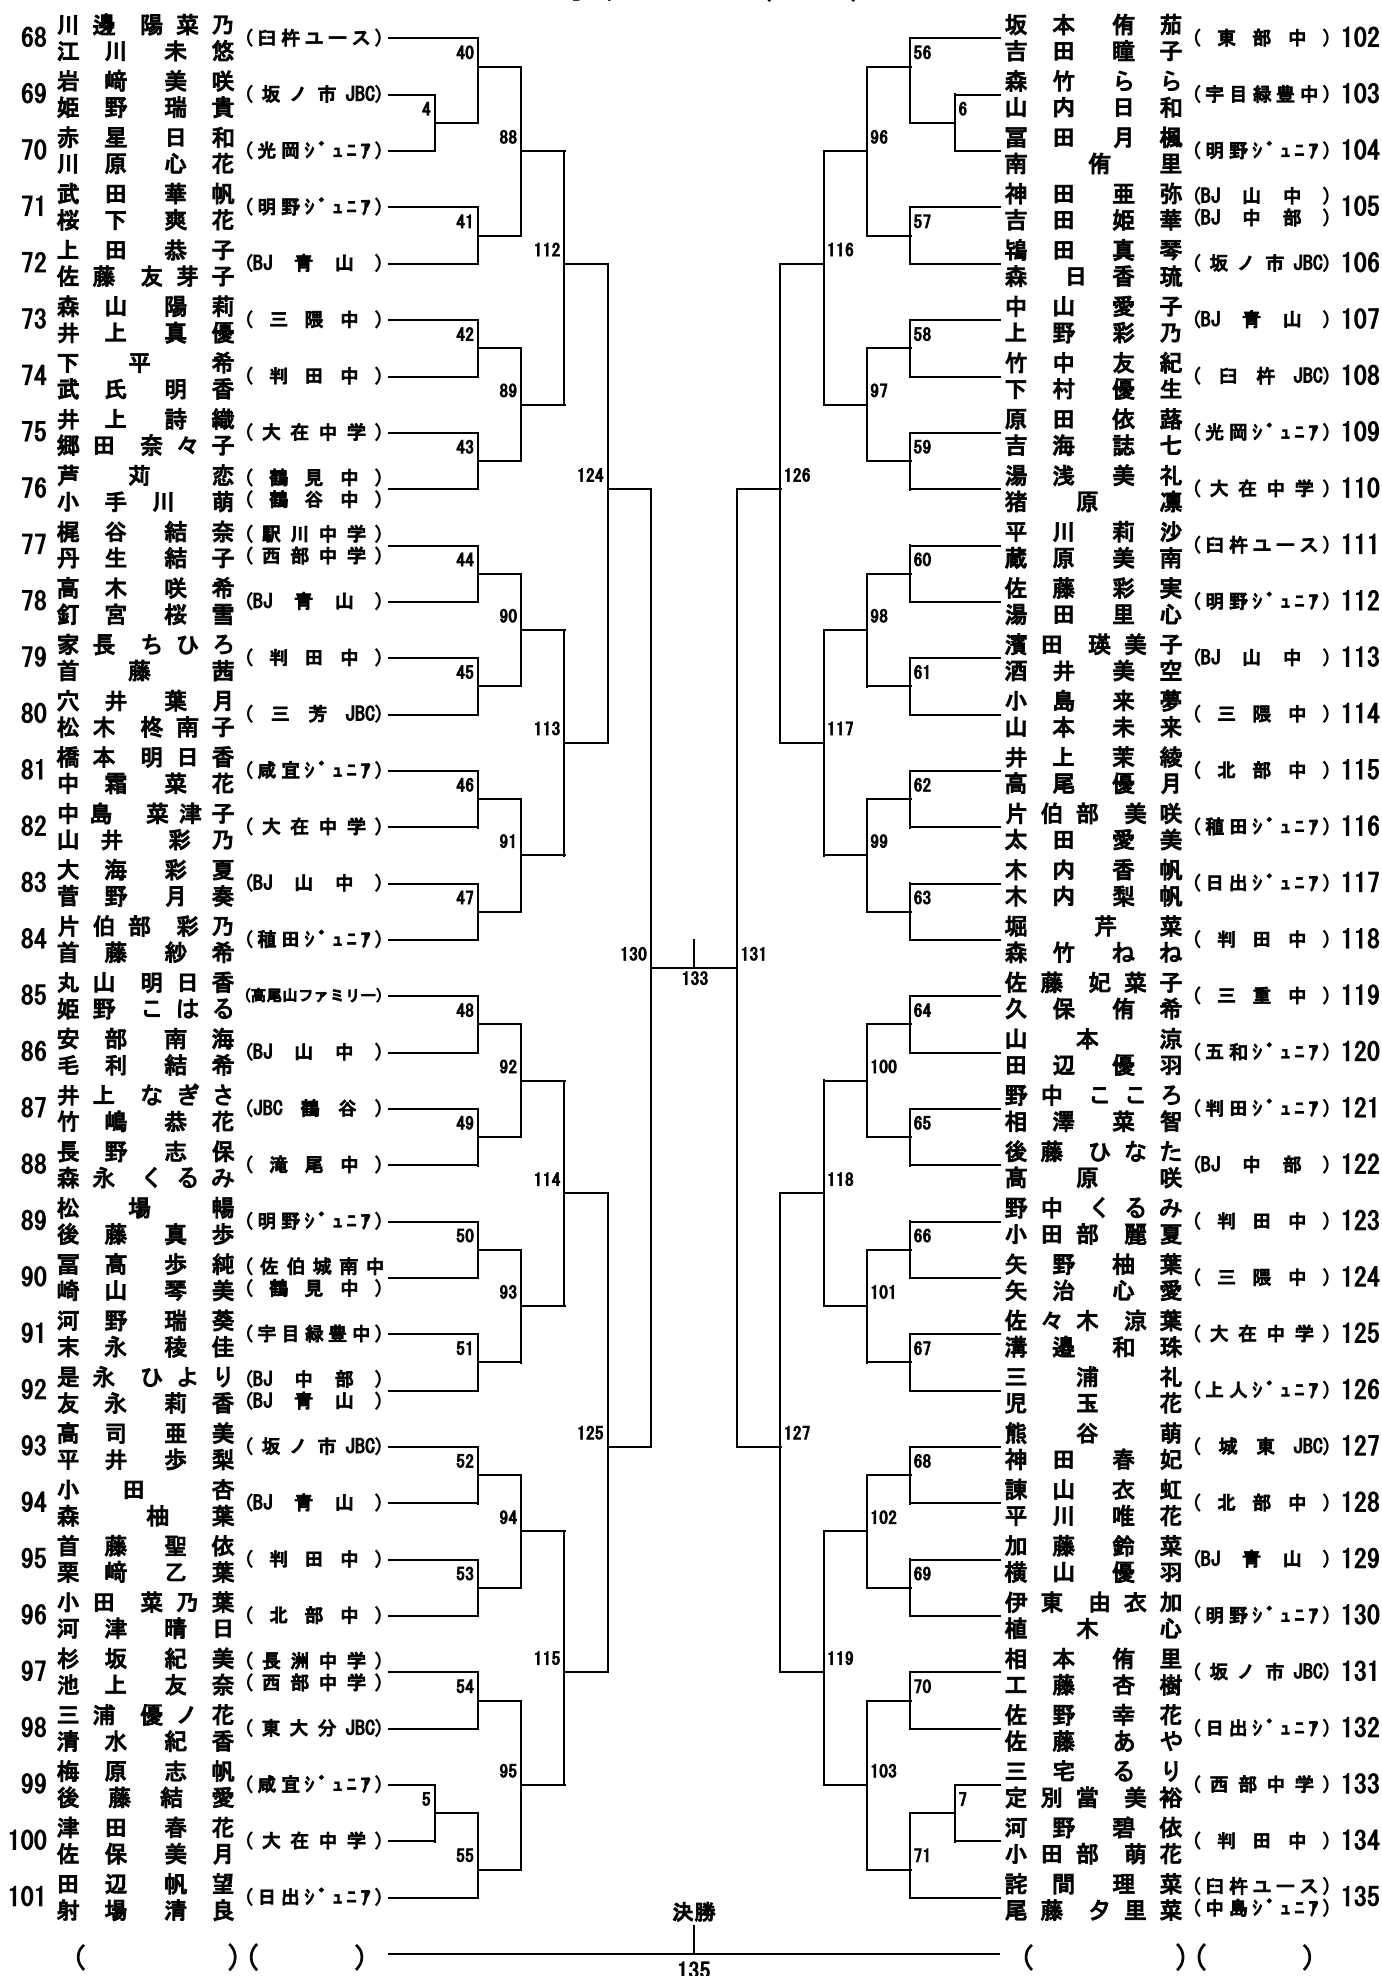 68 川邊陽菜乃 (臼杵ユース)
江川未悠
69 岩﨑美咲 (坂ノ市JBC)
姫野瑞貴
70 赤星日和 (光岡ジュニア)
川原心花
71 武田華帆 (明野ジュニア)
桜下爽花
72 上田恭子 (BJ青山)
佐藤友芽子
73 森山陽莉 (三隈中)
井上真優
74 下平希 (判田中)
武氏明香
75 井上詩織 (大在中学)
郷田奈々子
76 芦苅恋 (鶴見中)
小手川萌 (鶴谷中)
77 梶谷結奈 (駅川中学)
丹生結子 (西部中学)
78 高木咲希 (BJ青山)
釘宮桜雪
79 家長ちひろ (判田中)
首藤茜
80 穴井葉月 (三芳JBC)
松木柊南子
81 橋本明日香 (咸宜ジュニア)
中霜菜花
82 中島菜津子 (大在中学)
山井彩乃
83 大海彩夏 (BJ山中)
菅野月奏
84 片伯部彩乃 (稙田ジュニア)
首藤紗希
85 丸山明日香 (高尾山ファミリー)
姫野こはる
86 安部南海 (BJ山中)
毛利結希
87 井上なぎさ (JBC鶴谷)
竹嶋恭花
88 長野志保 (滝尾中)
森永くるみ
89 松場暢 (明野ジュニア)
後藤真歩
90 冨高歩純 (佐伯城南中
崎山琴美 (鶴見中)
91 河野瑞葵 (宇目緑豊中)
末永稜佳
92 是永ひより (BJ中部)
友永莉香 (BJ青山)
93 高司亜美 (坂ノ市JBC)
平井歩梨
94 小田杏 (BJ青山)
森柚葉
95 首藤聖依 (判田中)
栗﨑乙葉
96 小田菜乃葉 (北部中)
河津晴日
97 杉坂紀美 (長洲中学)
池上友奈 (西部中学)
98 三浦優ノ花 (東大分JBC)
清水紀香
99 梅原志帆 (咸宜ジュニア)
後藤結愛
100 津田春花 (大在中学)
佐保美月
101 田辺帆望 (日出ジュニア)
射場清良
( ) ( )
40
4
88
41
112
42
89
43
124
44
90
45
113
46
91
47
130
48
92
49
114
50
93
51
125
52
94
53
115
54
95
5
55
133
決勝
135
131
56
6
96
57
116
58
97
59
126
60
98
61
117
62
99
63
64
100
65
118
66
101
67
127
68
102
69
119
70
103
7
71
坂本侑茄 (東部中) 102
吉田瞳子
森竹らら (宇目緑豊中) 103
山内日和
冨田月楓 (明野ジュニア) 104
南侑里
神田亜弥 (BJ山中) 105
吉田姫華 (BJ中部)
鴇田真琴 (坂ノ市JBC) 106
森日香琉
中山愛子 (BJ青山) 107
上野彩乃
竹中友紀 (臼杵JBC) 108
下村優生
原田依蕗 (光岡ジュニア) 109
吉海誌七
湯浅美礼 (大在中学) 110
猪原凛
平川莉沙 (臼杵ユース) 111
蔵原美南
佐藤彩実 (明野ジュニア) 112
湯田里心
濱田瑛美子 (BJ山中) 113
酒井美空
小島来夢 (三隈中) 114
山本未来
井上茉綾 (北部中) 115
高尾優月
片伯部美咲 (稙田ジュニア) 116
太田愛美
木内香帆 (日出ジュニア) 117
木内梨帆
堀芹菜 (判田中) 118
森竹ねね
佐藤妃菜子 (三重中) 119
久保侑希
山本涼 (五和ジュニア) 120
田辺優羽
野中こころ (判田ジュニア) 121
相澤菜智
後藤ひなた (BJ中部) 122
髙原咲
野中くるみ (判田中) 123
小田部麗夏
矢野柚葉 (三隈中) 124
矢治心愛
佐々木涼葉 (大在中学) 125
溝邉和珠
三浦礼 (上人ジュニア) 126
児玉花
熊谷萌 (城東JBC) 127
神田春妃
諌山衣虹 (北部中) 128
平川唯花
加藤鈴菜 (BJ青山) 129
横山優羽
伊東由衣加 (明野ジュニア) 130
植木心
相本侑里 (坂ノ市JBC) 131
工藤杏樹
佐野幸花 (日出ジュニア) 132
佐藤あや
三宅るり (西部中学) 133
定別當美裕
河野碧依 (判田中) 134
小田部萌花
詫間理菜 (臼杵ユース) 135
尾藤夕里菜 (中島ジュニア)
( ) ( )